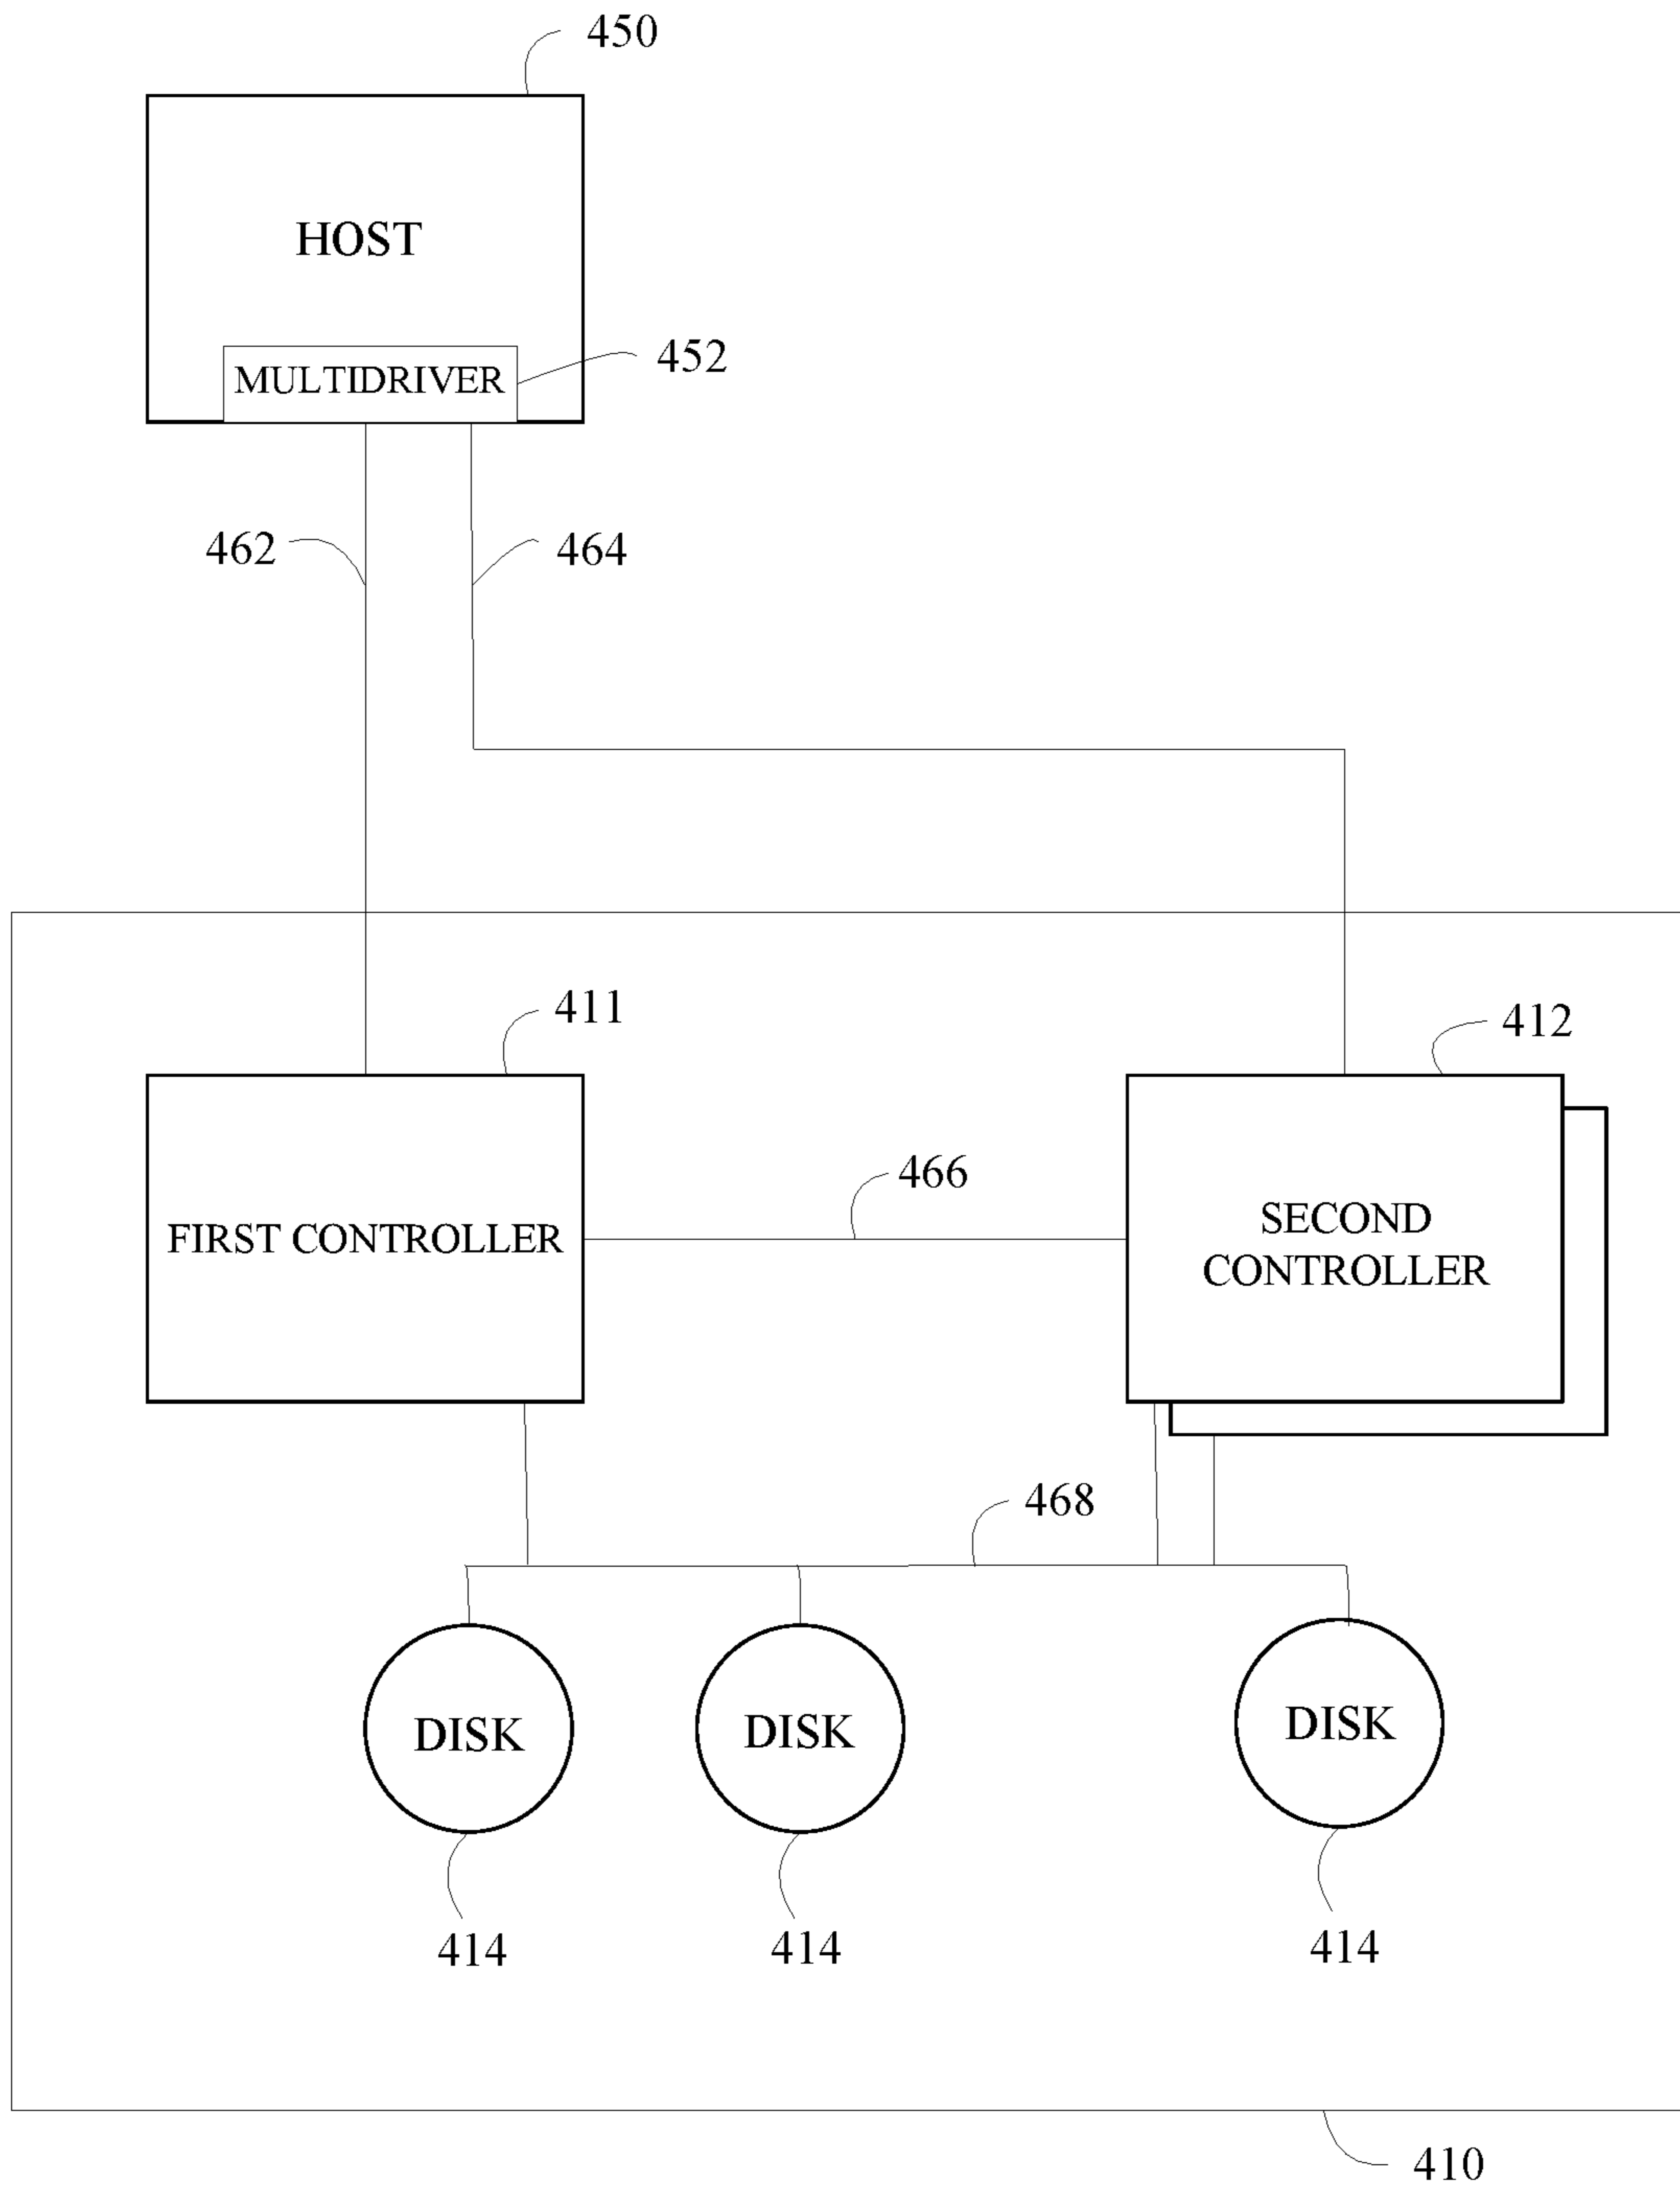 450
HOST
452
MULTIDRIVER
462
464
411
412
466
FIRST CONTROLLER
SECOND
CONTROLLER
468
DISK
DISK
DISK
414
414
414
410